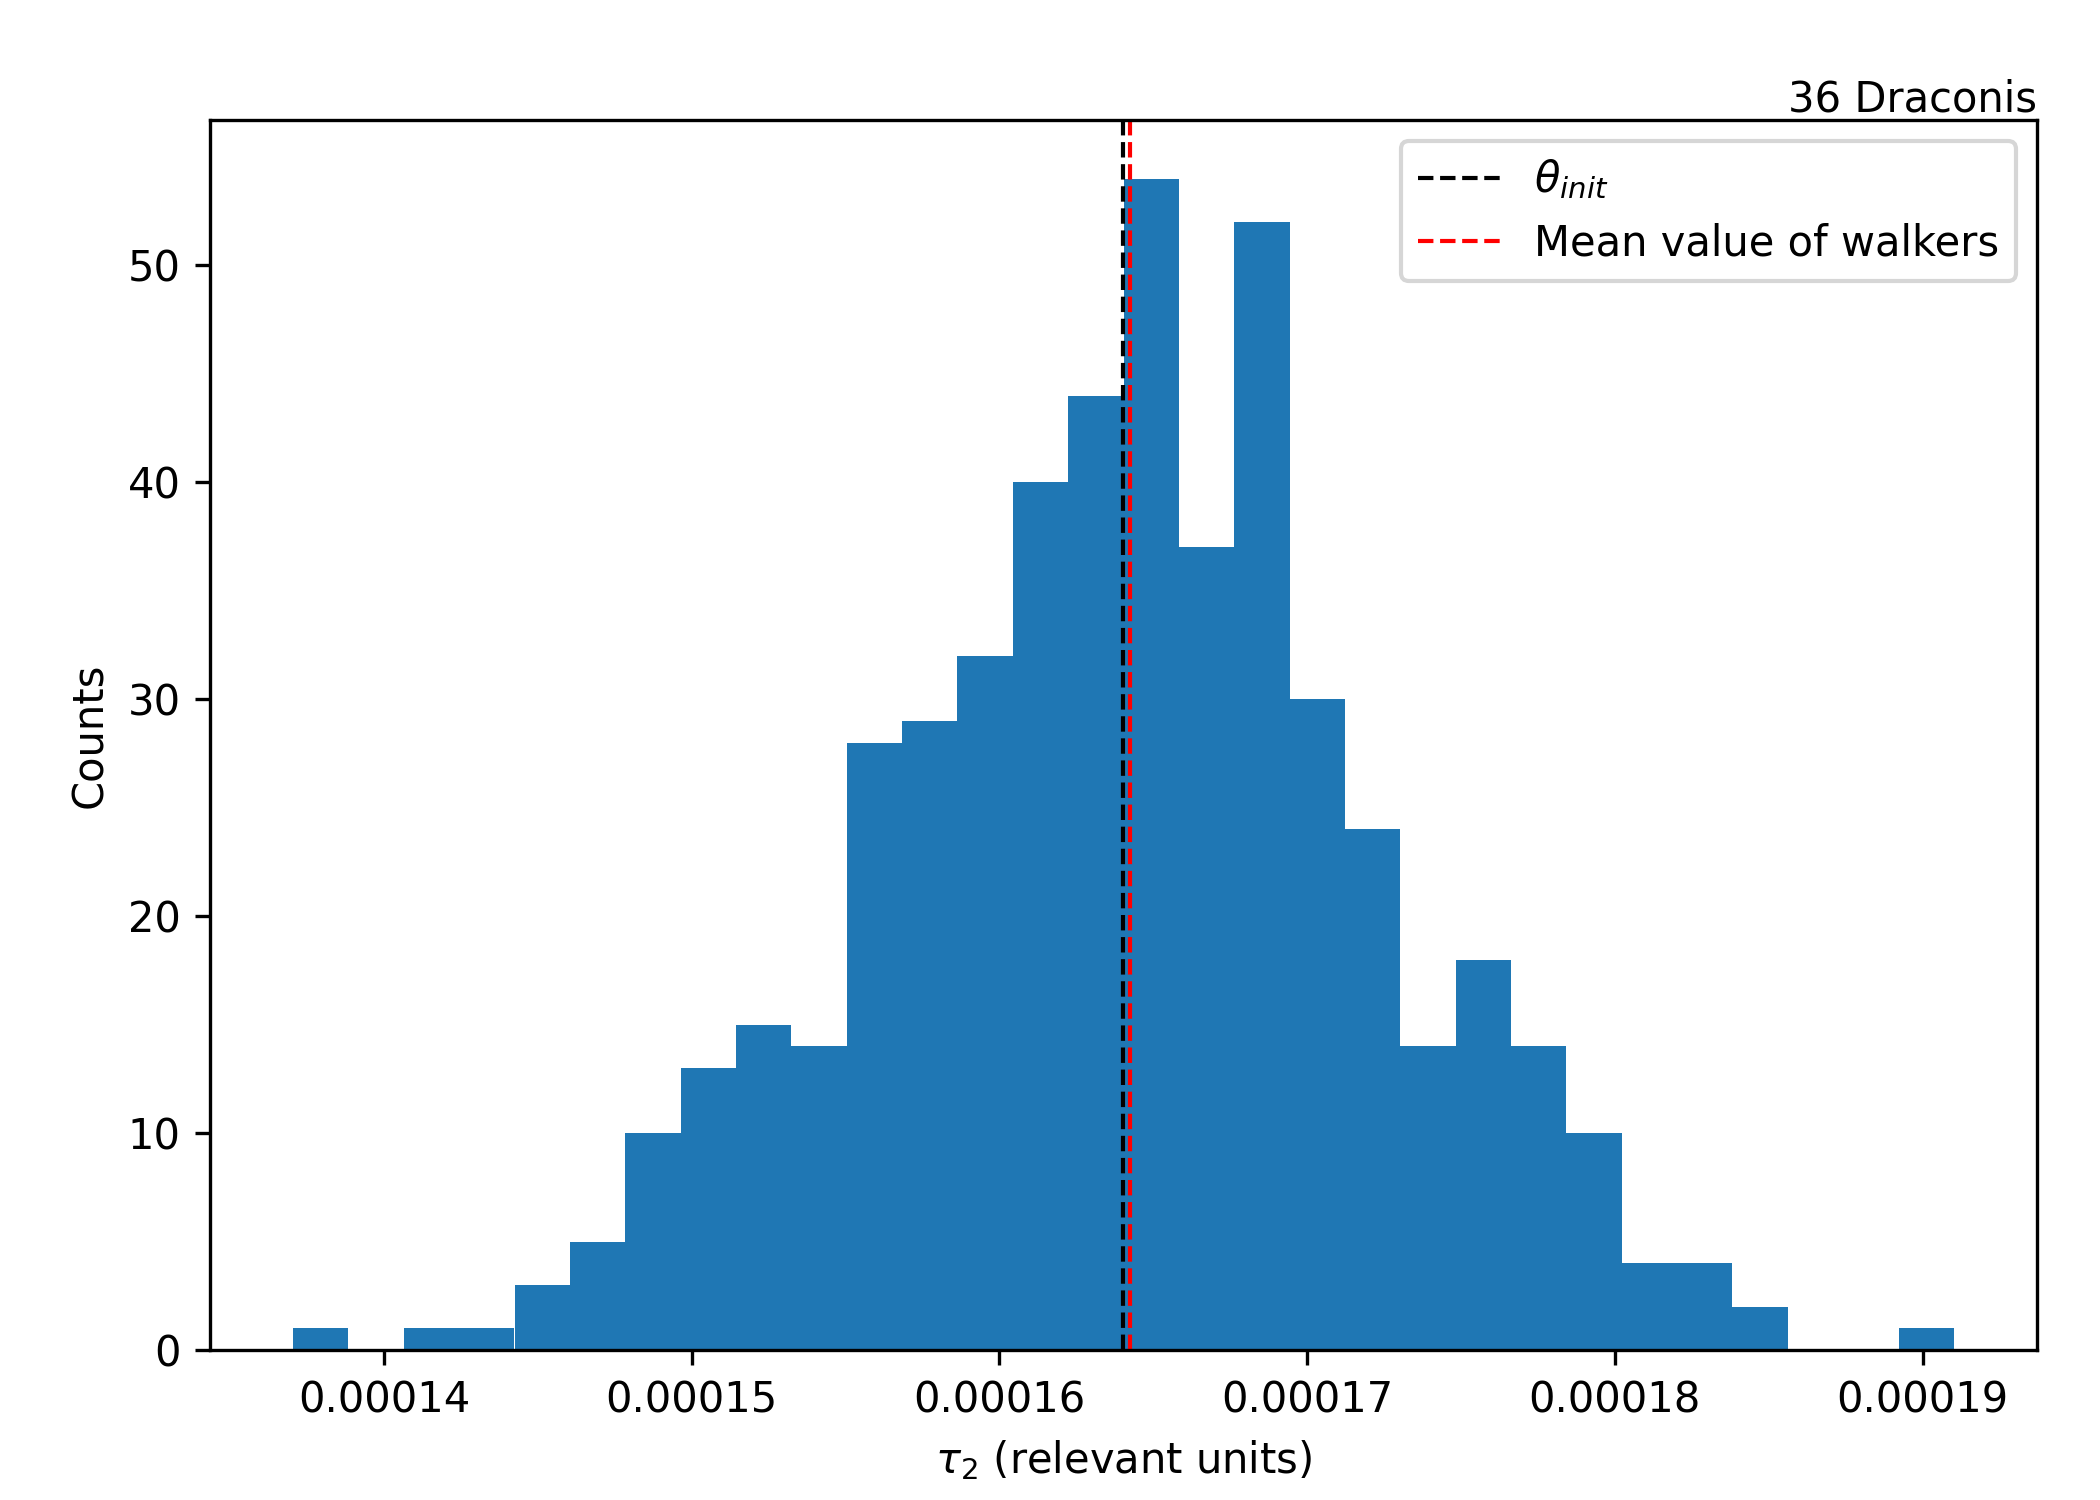 36 Draconis
θinit
Mean value of walkers
50
40
30
20
10
0
Counts
0.00014 0.00015 0.00016 0.00017 0.00018 0.00019
τ2 (relevant units)